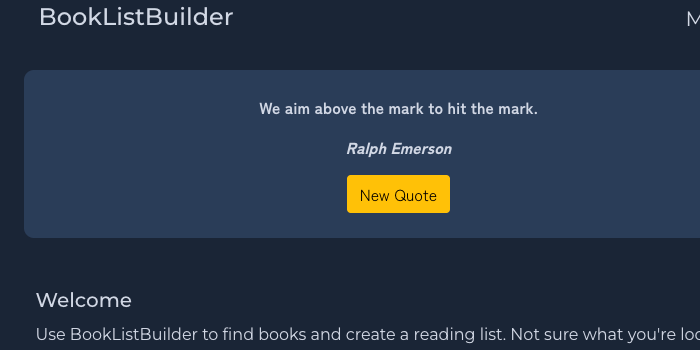 BookListBuilder
We aim above the mark to hit the mark.
Ralph Emerson
New Quote
Welcome
Use BookListBuilder to find books and create a reading list. Not sure what you're